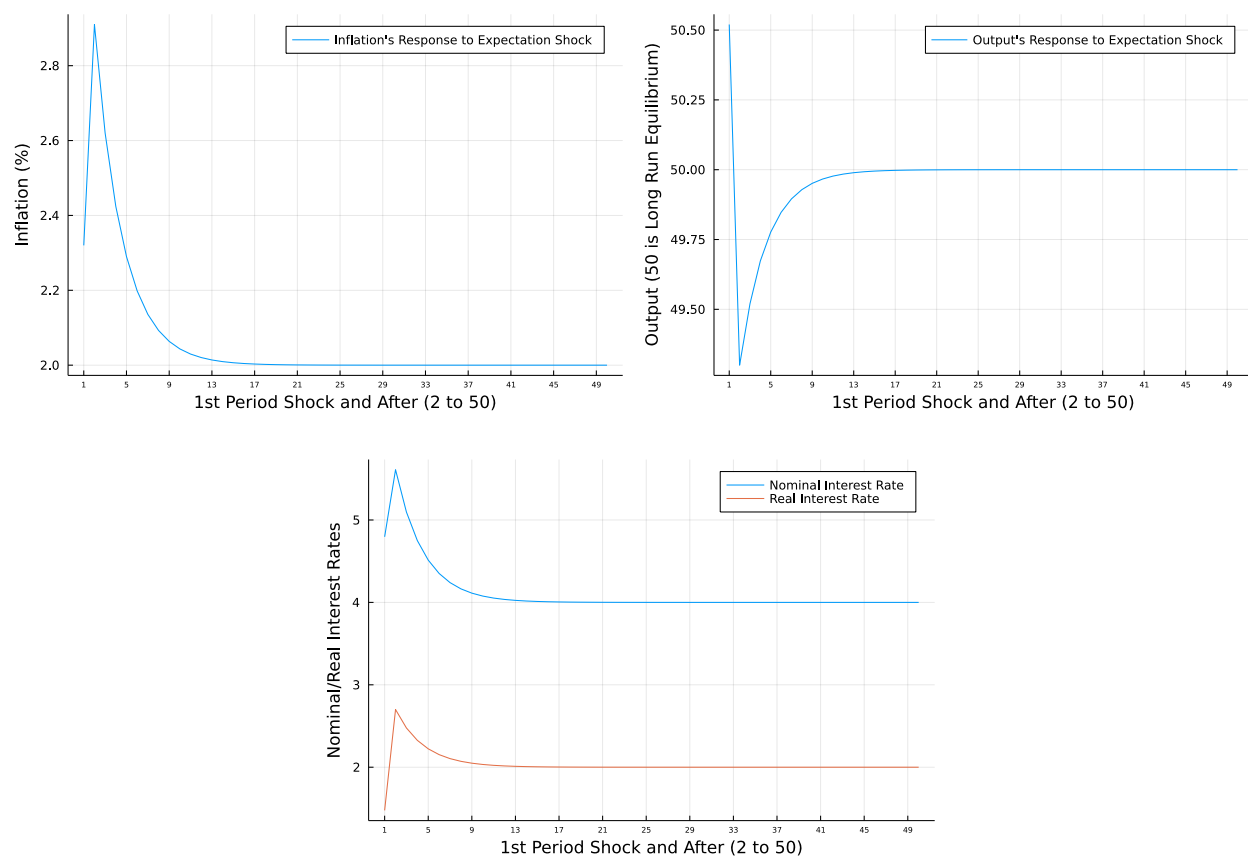 Inflation's Response to Expectation Shock
Inflation (%)
2.8
2.6
2.4
2.2
2.0
1 5 9 13 17 21 25 29 33 37 41 45 49
1st Period Shock and After (2 to 50)
Output's Response to Expectation Shock
Output (50 is Long Run Equilibrium)
50.50
50.25
50.00
49.75
49.50
1 5 9 13 17 21 25 29 33 37 41 45 49
1st Period Shock and After (2 to 50)
Nominal Interest Rate
Real Interest Rate
Nominal/Real Interest Rates
5
4
3
2
1 5 9 13 17 21 25 29 33 37 41 45 49
1st Period Shock and After (2 to 50)